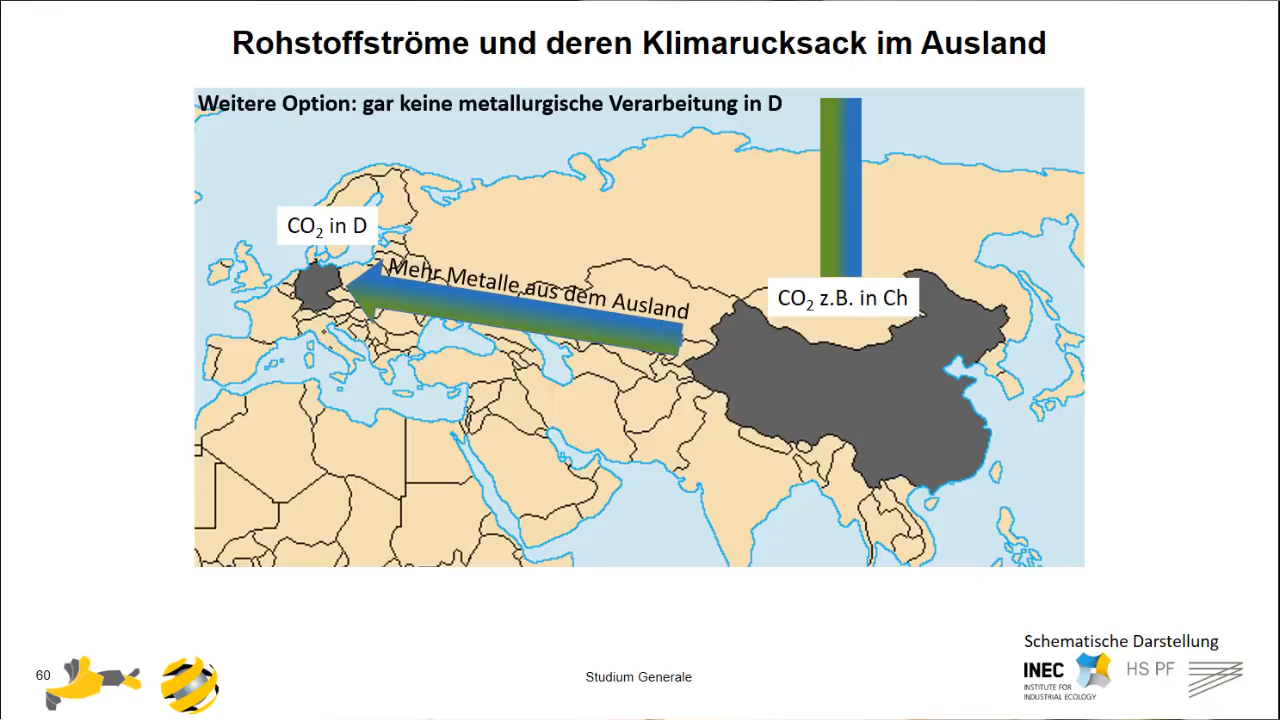 Rohstoffströme und deren Klimarucksack im Ausland
Weitere Option: gar keine metallurgische Verarbeitung in D
CO₂ in D
Mehr Metalle aus dem Ausland
CO₂ z.B. in Ch
Schematische Darstellung
60
Studium Generale
INEC
INSTITUTE FOR
INDUSTRIAL ECOLOGY
HS PF